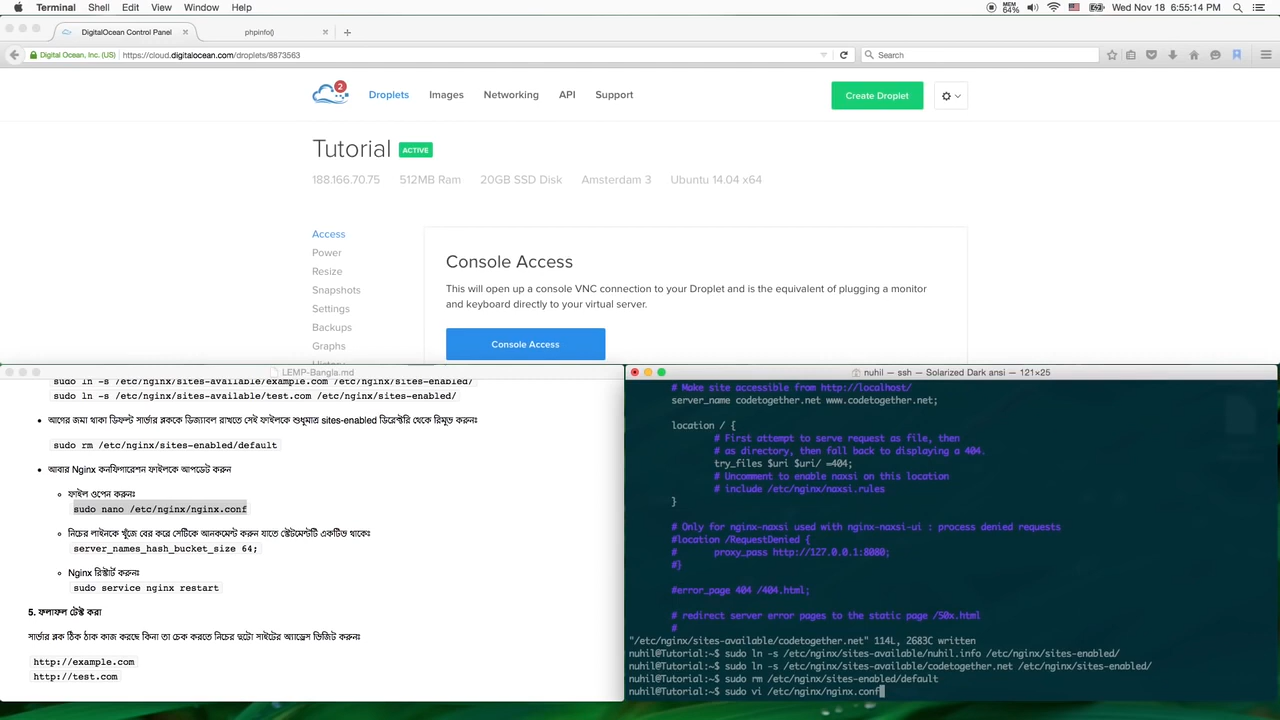 Terminal Shell Edit View Window Help MEM 64% Wed Nov 18 6:55:14 PM
DigitalOcean Control Panel phpinfo()
Digital Ocean, Inc. (US) https://cloud.digitalocean.com/droplets/8873563 Search
2 Droplets Images Networking API Support Create Droplet
Tutorial ACTIVE
188.166.70.75 512MB Ram 20GB SSD Disk Amsterdam 3 Ubuntu 14.04 x64
Access
Power
Resize
Snapshots
Settings
Backups
Graphs
Console Access
This will open up a console VNC connection to your Droplet and is the equivalent of plugging a monitor
and keyboard directly to your virtual server.
Console Access
LEMP-Bangla.md
sudo ln -s /etc/nginx/sites-available/example.com /etc/nginx/sites-enabled/
sudo ln -s /etc/nginx/sites-available/test.com /etc/nginx/sites-enabled/
আগের জমা থাকা ডিফল্ট সার্ভার ব্লককে ডিজ্যাবল রাখতে সেই ফাইলকে শুধুমাত্র sites-enabled ডিরেক্টরি থেকে রিমুভ করুনঃ
sudo rm /etc/nginx/sites-enabled/default
আবার Nginx কনফিগারেশন ফাইলকে আপডেট করুন
ফাইল ওপেন করুনঃ
sudo nano /etc/nginx/nginx.conf
নিচের লাইনকে খুঁজে বের করে সেটিকে আনকমেন্ট করুন যাতে স্টেটমেন্টটি একটিভ থাকেঃ
server_names_hash_bucket_size 64;
Nginx রিস্টার্ট করুনঃ
sudo service nginx restart
5. ফলাফল টেস্ট করা
সার্ভার ব্লক ঠিক ঠাক কাজ করছে কিনা তা চেক করতে নিচের দুটো সাইটের অ্যাড্রেস ভিজিট করুনঃ
http://example.com
http://test.com
nuhil — ssh — Solarized Dark ansi — 121×25
# Make site accessible from http://localhost/
server_name codetogether.net www.codetogether.net;
location / {
# First attempt to serve request as file, then
# as directory, then fall back to displaying a 404.
try_files $uri $uri/ =404;
# Uncomment to enable naxsi on this location
# include /etc/nginx/naxsi.rules
}
# Only for nginx-naxsi used with nginx-naxsi-ui : process denied requests
#location /RequestDenied {
# proxy_pass http://127.0.0.1:8080;
#}
#error_page 404 /404.html;
# redirect server error pages to the static page /50x.html
#
"/etc/nginx/sites-available/codetogether.net" 114L, 2683C written
nuhil@Tutorial:~$ sudo ln -s /etc/nginx/sites-available/nuhil.info /etc/nginx/sites-enabled/
nuhil@Tutorial:~$ sudo ln -s /etc/nginx/sites-available/codetogether.net /etc/nginx/sites-enabled/
nuhil@Tutorial:~$ sudo rm /etc/nginx/sites-enabled/default
nuhil@Tutorial:~$ sudo vi /etc/nginx/nginx.conf